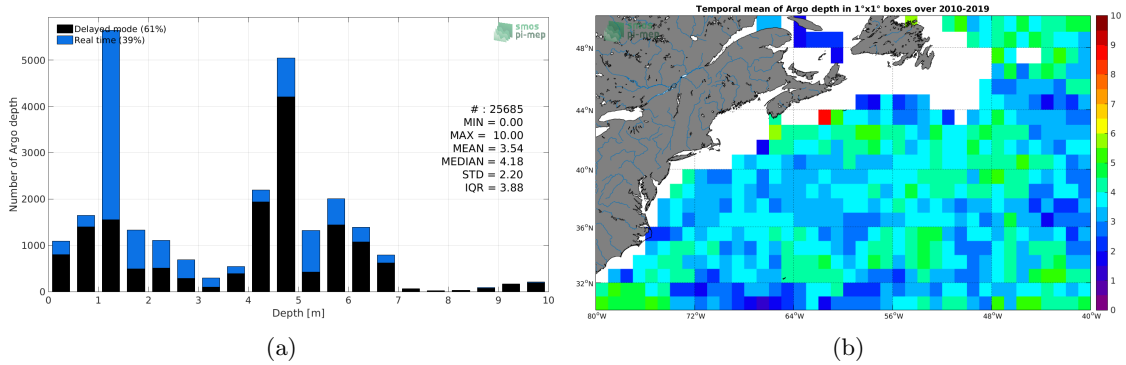 Delayed mode (61%)
Real time (39%)
smos
pi-mep
Number of Argo depth
5000
4000
3000
2000
1000
0
# : 25685
MIN = 0.00
MAX = 10.00
MEAN = 3.54
MEDIAN = 4.18
STD = 2.20
IQR = 3.88
0 1 2 3 4 5 6 7 8 9 10
Depth [m]
(a)
Temporal mean of Argo depth in 1°x1° boxes over 2010-2019
smos
pi-mep
48°N
44°N
40°N
36°N
32°N
80°W 72°W 64°W 56°W 48°W 40°W
10
9
8
7
6
5
4
3
2
1
0
(b)